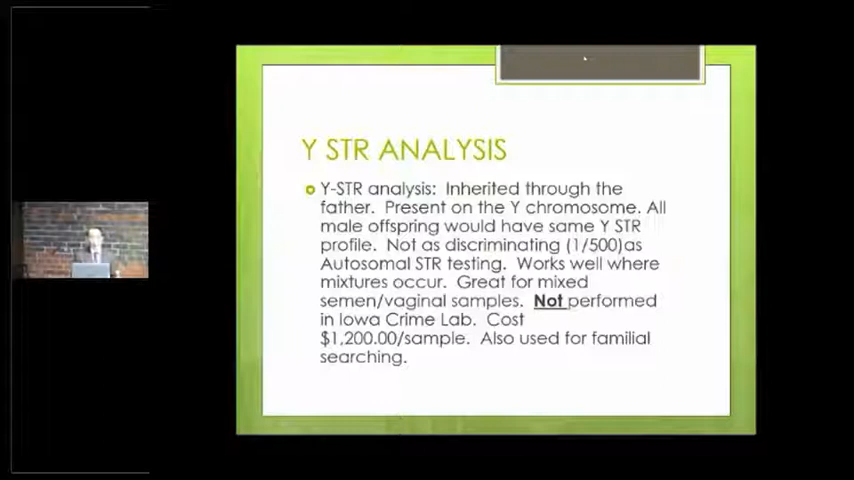 Y STR ANALYSIS
Y-STR analysis:  Inherited through the
father.  Present on the Y chromosome. All
male offspring would have same Y STR
profile.  Not as discriminating (1/500)as
Autosomal STR testing.  Works well where
mixtures occur.  Great for mixed
semen/vaginal samples.  Not performed
in Iowa Crime Lab.  Cost
$1,200.00/sample.  Also used for familial
searching.